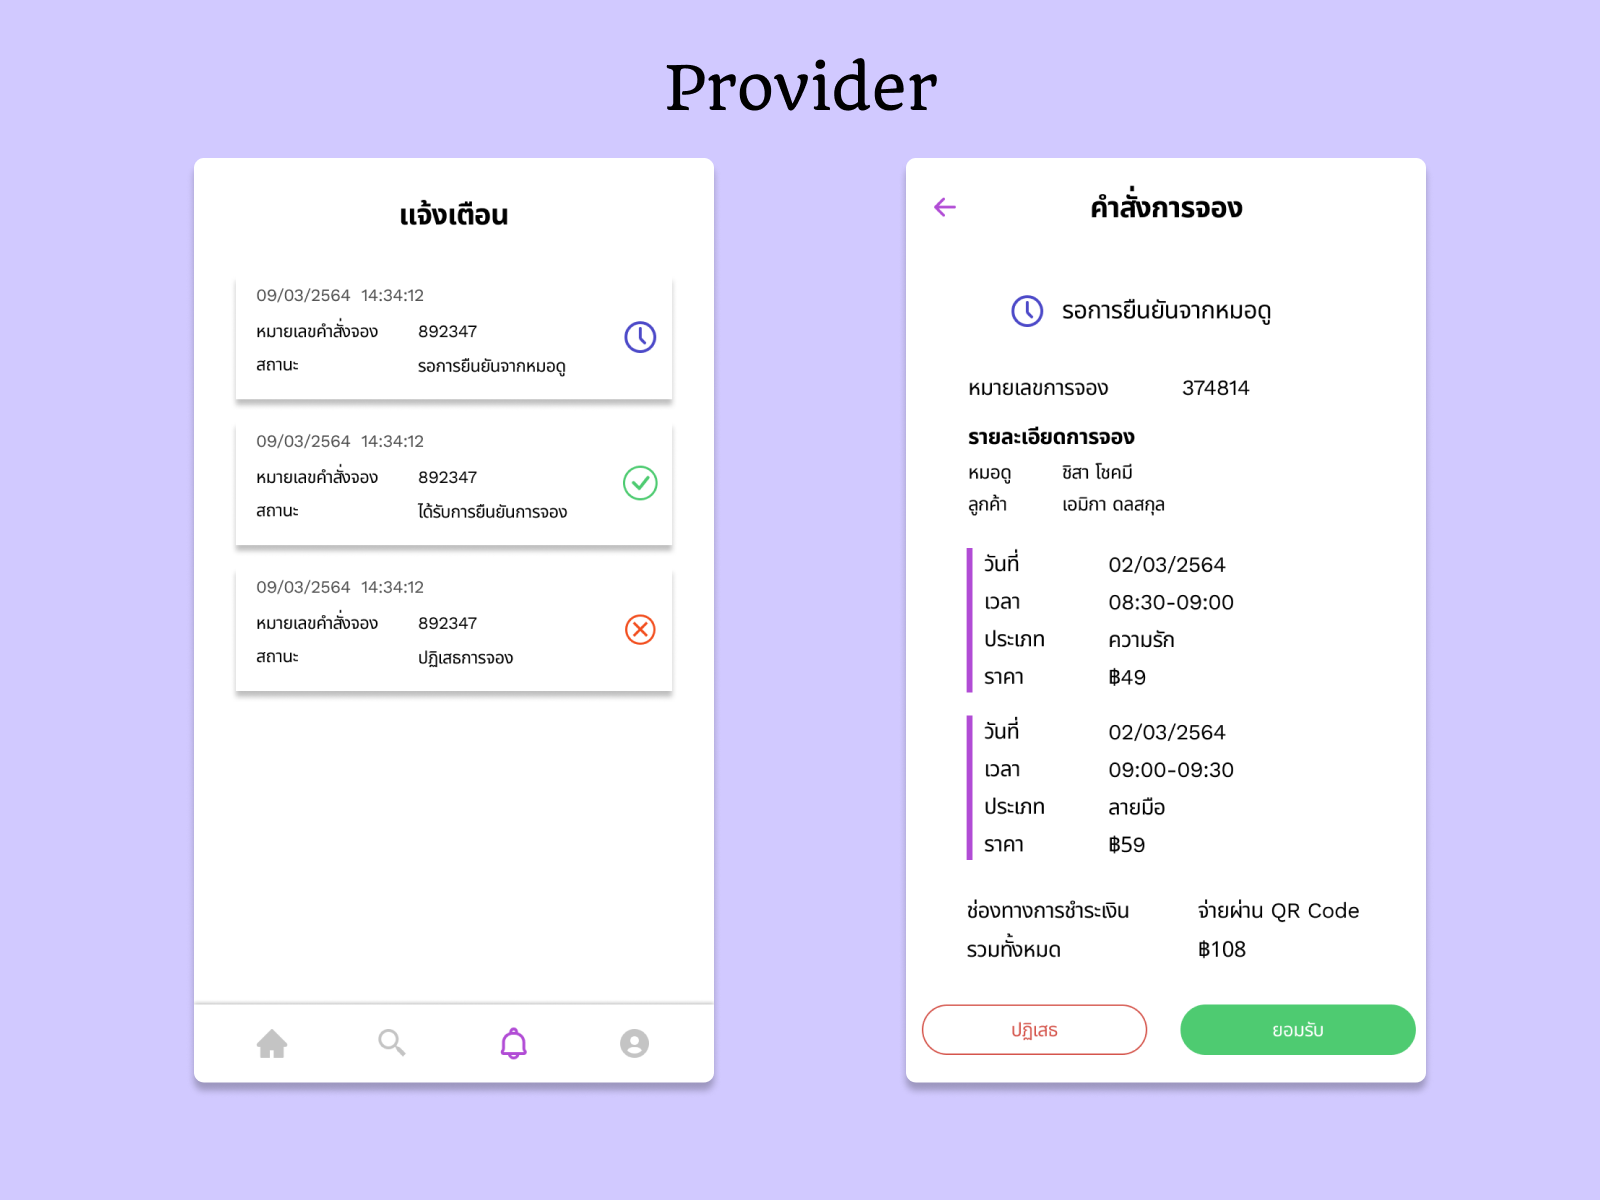 Provider
แจ้งเตือน
09/03/2564 14:34:12
หมายเลขคำสั่งจอง 892347
สถานะ รอการยืนยันจากหมอดู
09/03/2564 14:34:12
หมายเลขคำสั่งจอง 892347
สถานะ ได้รับการยืนยันการจอง
09/03/2564 14:34:12
หมายเลขคำสั่งจอง 892347
สถานะ ปฏิเสธการจอง
คำสั่งการจอง
รอการยืนยันจากหมอดู
หมายเลขการจอง 374814
รายละเอียดการจอง
หมอดู ชิสา โชคมี
ลูกค้า เอมิกา ดลสกุล
วันที่ 02/03/2564
เวลา 08:30-09:00
ประเภท ความรัก
ราคา ฿49
วันที่ 02/03/2564
เวลา 09:00-09:30
ประเภท ลายมือ
ราคา ฿59
ช่องทางการชำระเงิน จ่ายผ่าน QR Code
รวมทั้งหมด ฿108
ปฏิเสธ ยอมรับ